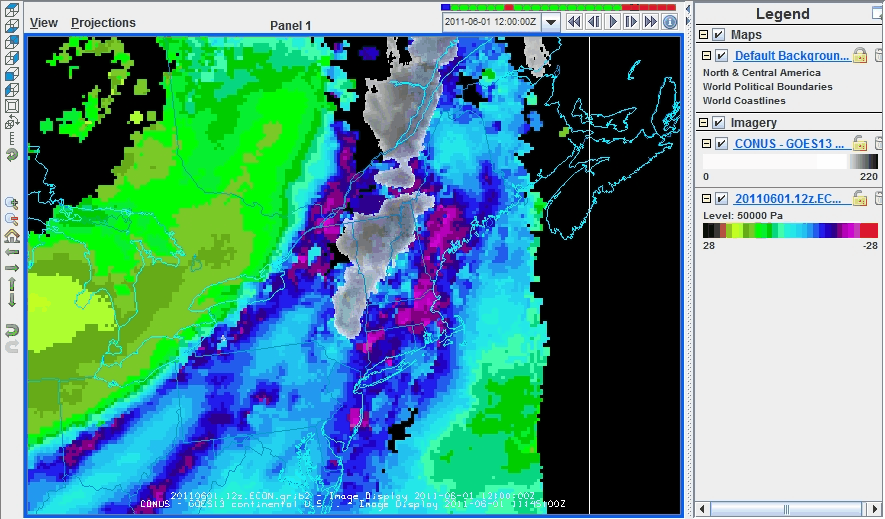 View Projections
Panel 1
2011-06-01 12:00:00Z
Legend
Maps
Default Backgroun...
North & Central America
World Political Boundaries
World Coastlines
Imagery
CONUS - GOES13 ...
0 220
20110601.12z.EC...
Level: 50000 Pa
28 -28
20110601.12z.ECON.grib2 - Image Display 2011-06-01 12:00:00Z
CONUS - GOES13 continental U.S. - Image Display 2011-06-01 11:45:00Z